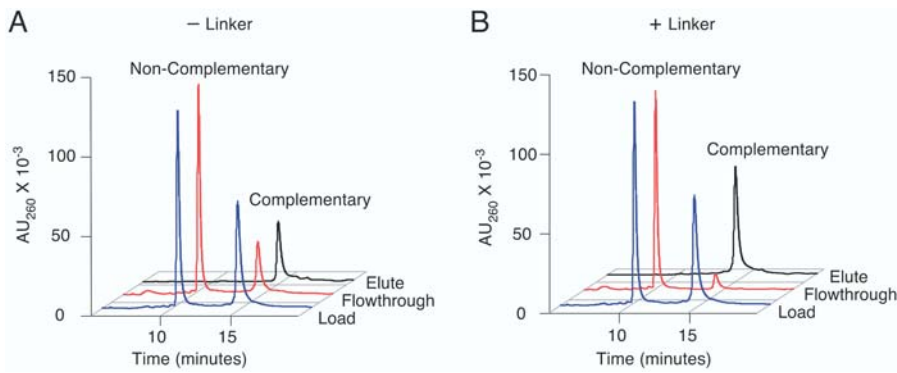 A
− Linker
Non-Complementary
Complementary
AU260 X 10-3
150
100
50
0
10
15
Time (minutes)
Elute
Flowthrough
Load
B
+ Linker
Non-Complementary
Complementary
AU260 X 10-3
150
100
50
0
10
15
Time (minutes)
Elute
Flowthrough
Load